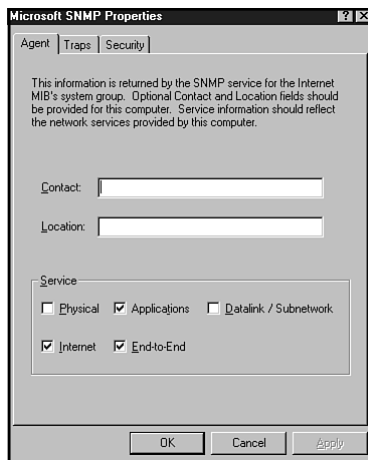 Microsoft SNMP Properties
Agent Traps Security
This information is returned by the SNMP service for the Internet
MIB's system group. Optional Contact and Location fields should
be provided for this computer. Service information should reflect
the network services provided by this computer.
Contact:
Location:
Service
Physical Applications Datalink / Subnetwork
Internet End-to-End
OK Cancel Apply